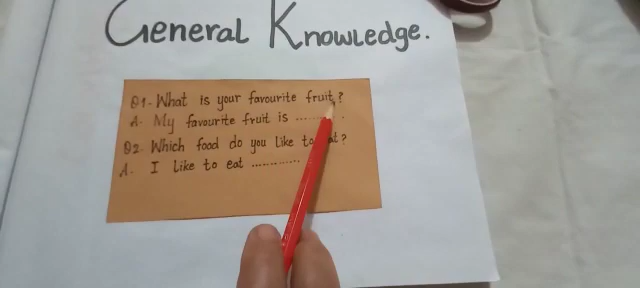 General Knowledge.
Q1. What is your favourite fruit?
A. My favourite fruit is ..........
Q2. Which food do you like to eat?
A. I like to eat ............